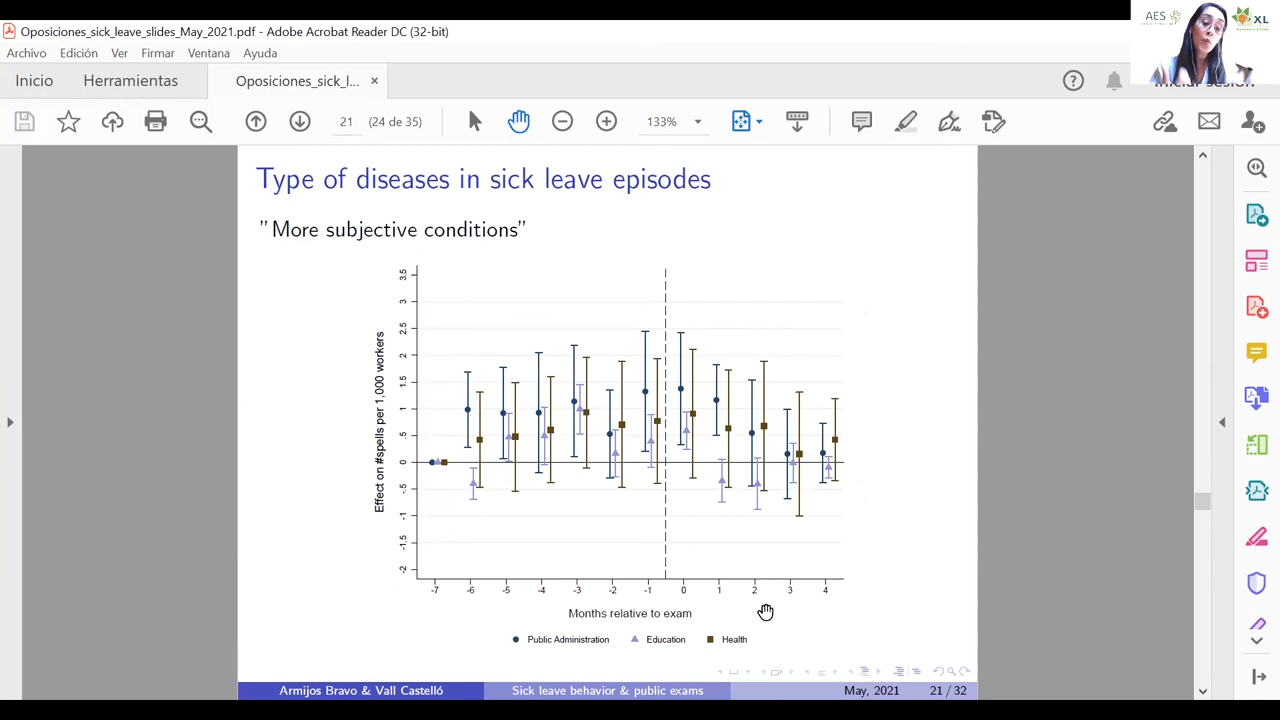 Oposiciones_sick_leave_slides_May_2021.pdf - Adobe Acrobat Reader DC (32-bit)
AES
XL
Archivo Edición Ver Firmar Ventana Ayuda
Inicio Herramientas Oposiciones_sick_l... ×
21 (24 de 35) 133%
Type of diseases in sick leave episodes
"More subjective conditions"
Effect on #spells per 1,000 workers
3.5
3
2.5
2
1.5
1
.5
0
-.5
-1
-1.5
-2
-7 -6 -5 -4 -3 -2 -1 0 1 2 3 4
Months relative to exam
Public Administration Education Health
Armijos Bravo & Vall Castelló Sick leave behavior & public exams May, 2021 21 / 32